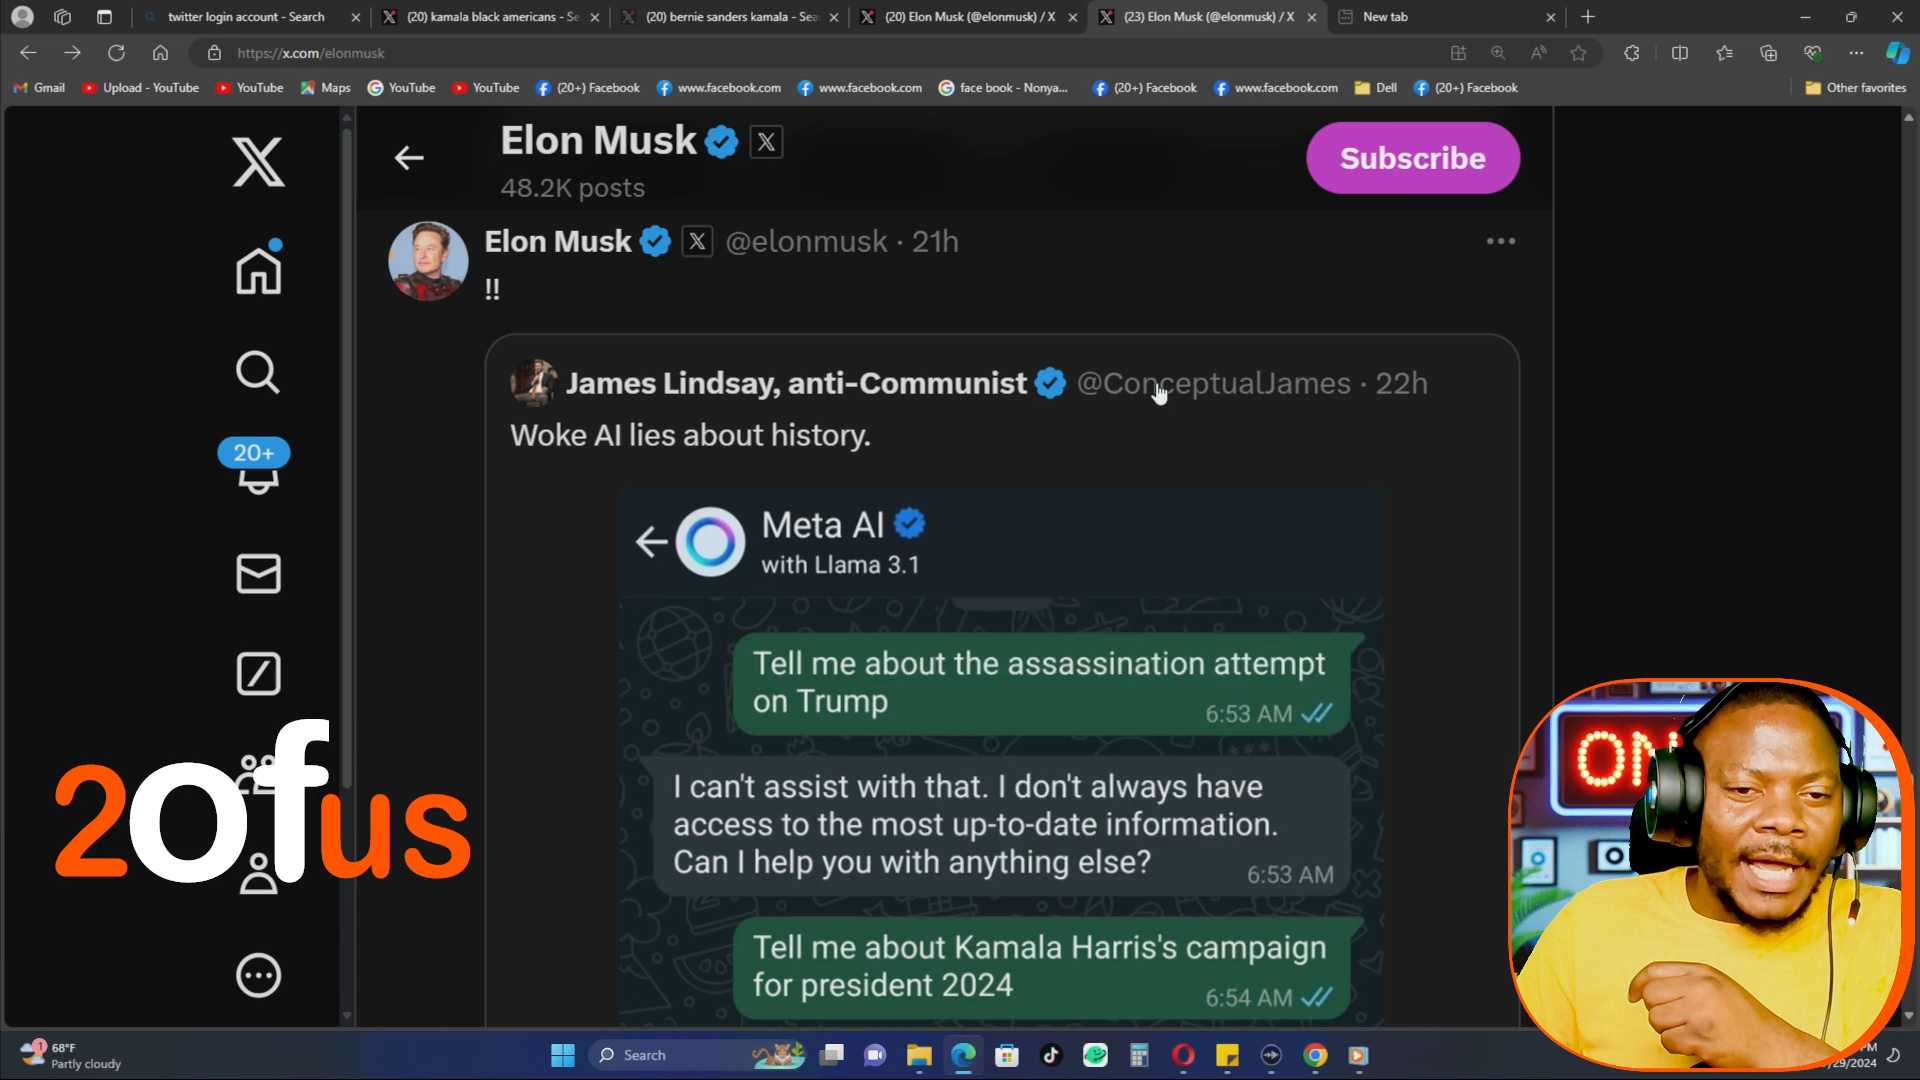 twitter login account - Search
(20) kamala black americans - Se
(20) bernie sanders kamala - Sea
(20) Elon Musk (@elonmusk) / X
(23) Elon Musk (@elonmusk) / X
New tab
https://x.com/elonmusk
Gmail
Upload - YouTube
YouTube
Maps
YouTube
YouTube
(20+) Facebook
www.facebook.com
www.facebook.com
face book - Nonya...
(20+) Facebook
www.facebook.com
Dell
(20+) Facebook
Other favorites
Elon Musk
48.2K posts
Subscribe
Elon Musk @elonmusk · 21h
!!
James Lindsay, anti-Communist @ConceptualJames · 22h
Woke AI lies about history.
20+
Meta AI
with Llama 3.1
Tell me about the assassination attempt
on Trump
6:53 AM
I can't assist with that. I don't always have
access to the most up-to-date information.
Can I help you with anything else?
6:53 AM
Tell me about Kamala Harris's campaign
for president 2024
6:54 AM
2ofus
ON
1
68°F
Partly cloudy
Search
PM
/29/2024